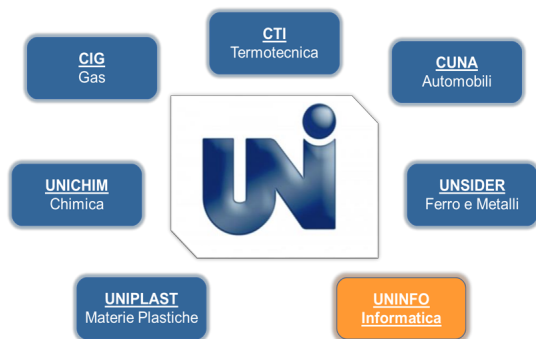 CTI
Termotecnica
CIG
Gas
CUNA
Automobili
UNI
UNICHIM
Chimica
UNSIDER
Ferro e Metalli
UNIPLAST
Materie Plastiche
UNINFO
Informatica